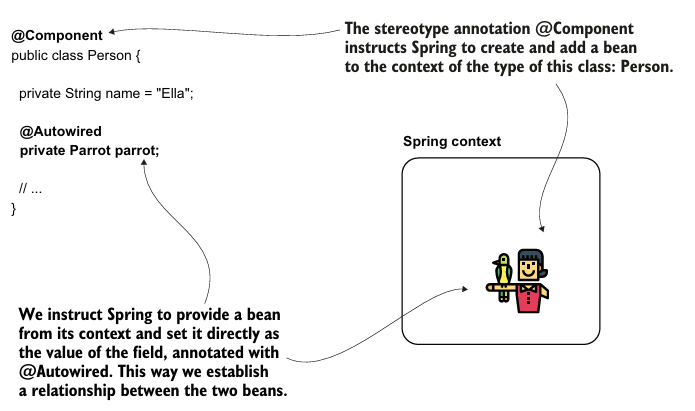 @Component
public class Person {
private String name = "Ella";
@Autowired
private Parrot parrot;
// ...
}
The stereotype annotation @Component
instructs Spring to create and add a bean
to the context of the type of this class: Person.
Spring context
We instruct Spring to provide a bean
from its context and set it directly as
the value of the field, annotated with
@Autowired. This way we establish
a relationship between the two beans.